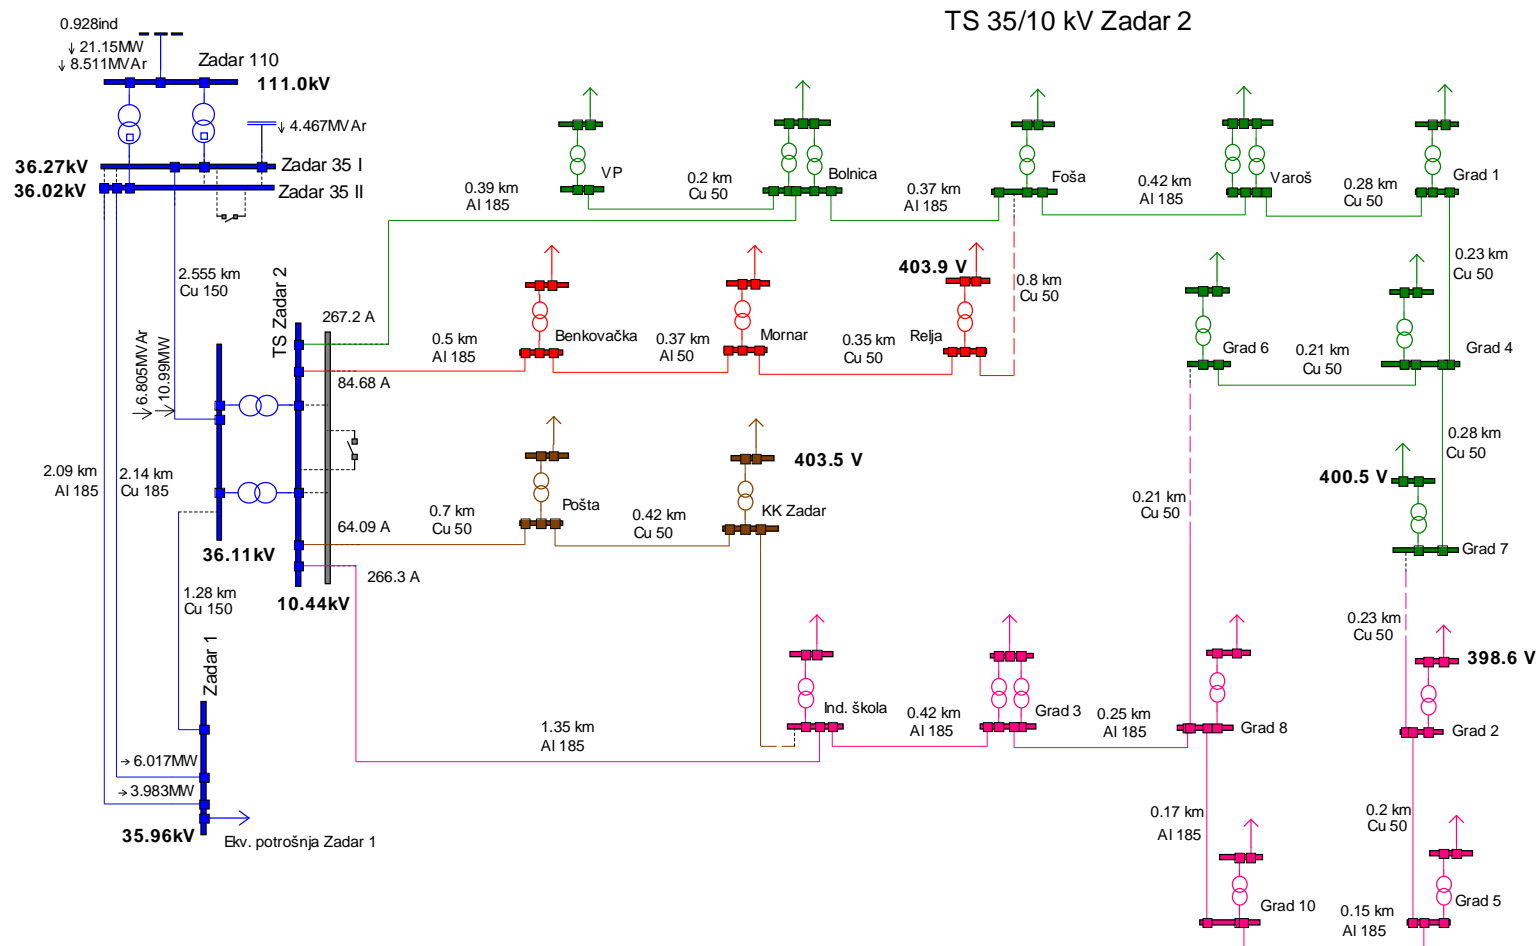 TS 35/10 kV Zadar 2
0.928ind
21.15MW
8.511MVAr
Zadar 110
111.0kV
4.467MVAr
36.27kV
Zadar 35 I
36.02kV
Zadar 35 II
2.555 km
Cu 150
6.805MVAr
10.99MW
TS Zadar 2
267.2 A
84.68 A
64.09 A
266.3 A
2.09 km
Al 185
2.14 km
Cu 185
36.11kV
10.44kV
1.28 km
Cu 150
Zadar 1
6.017MW
3.983MW
35.96kV
Ekv. potrošnja Zadar 1
0.39 km
Al 185
VP
0.2 km
Cu 50
Bolnica
0.37 km
Al 185
Foša
0.42 km
Al 185
Varoš
0.28 km
Cu 50
Grad 1
0.23 km
Cu 50
0.5 km
Al 185
Benkovačka
0.37 km
Al 50
Mornar
0.35 km
Cu 50
Relja
403.9 V
0.8 km
Cu 50
Grad 6
0.21 km
Cu 50
Grad 4
0.28 km
Cu 50
400.5 V
Grad 7
0.7 km
Cu 50
Pošta
0.42 km
Cu 50
KK Zadar
403.5 V
0.21 km
Cu 50
0.23 km
Cu 50
398.6 V
Grad 2
1.35 km
Al 185
Ind. škola
0.42 km
Al 185
Grad 3
0.25 km
Al 185
Grad 8
0.17 km
Al 185
0.2 km
Cu 50
Grad 10
0.15 km
Al 185
Grad 5